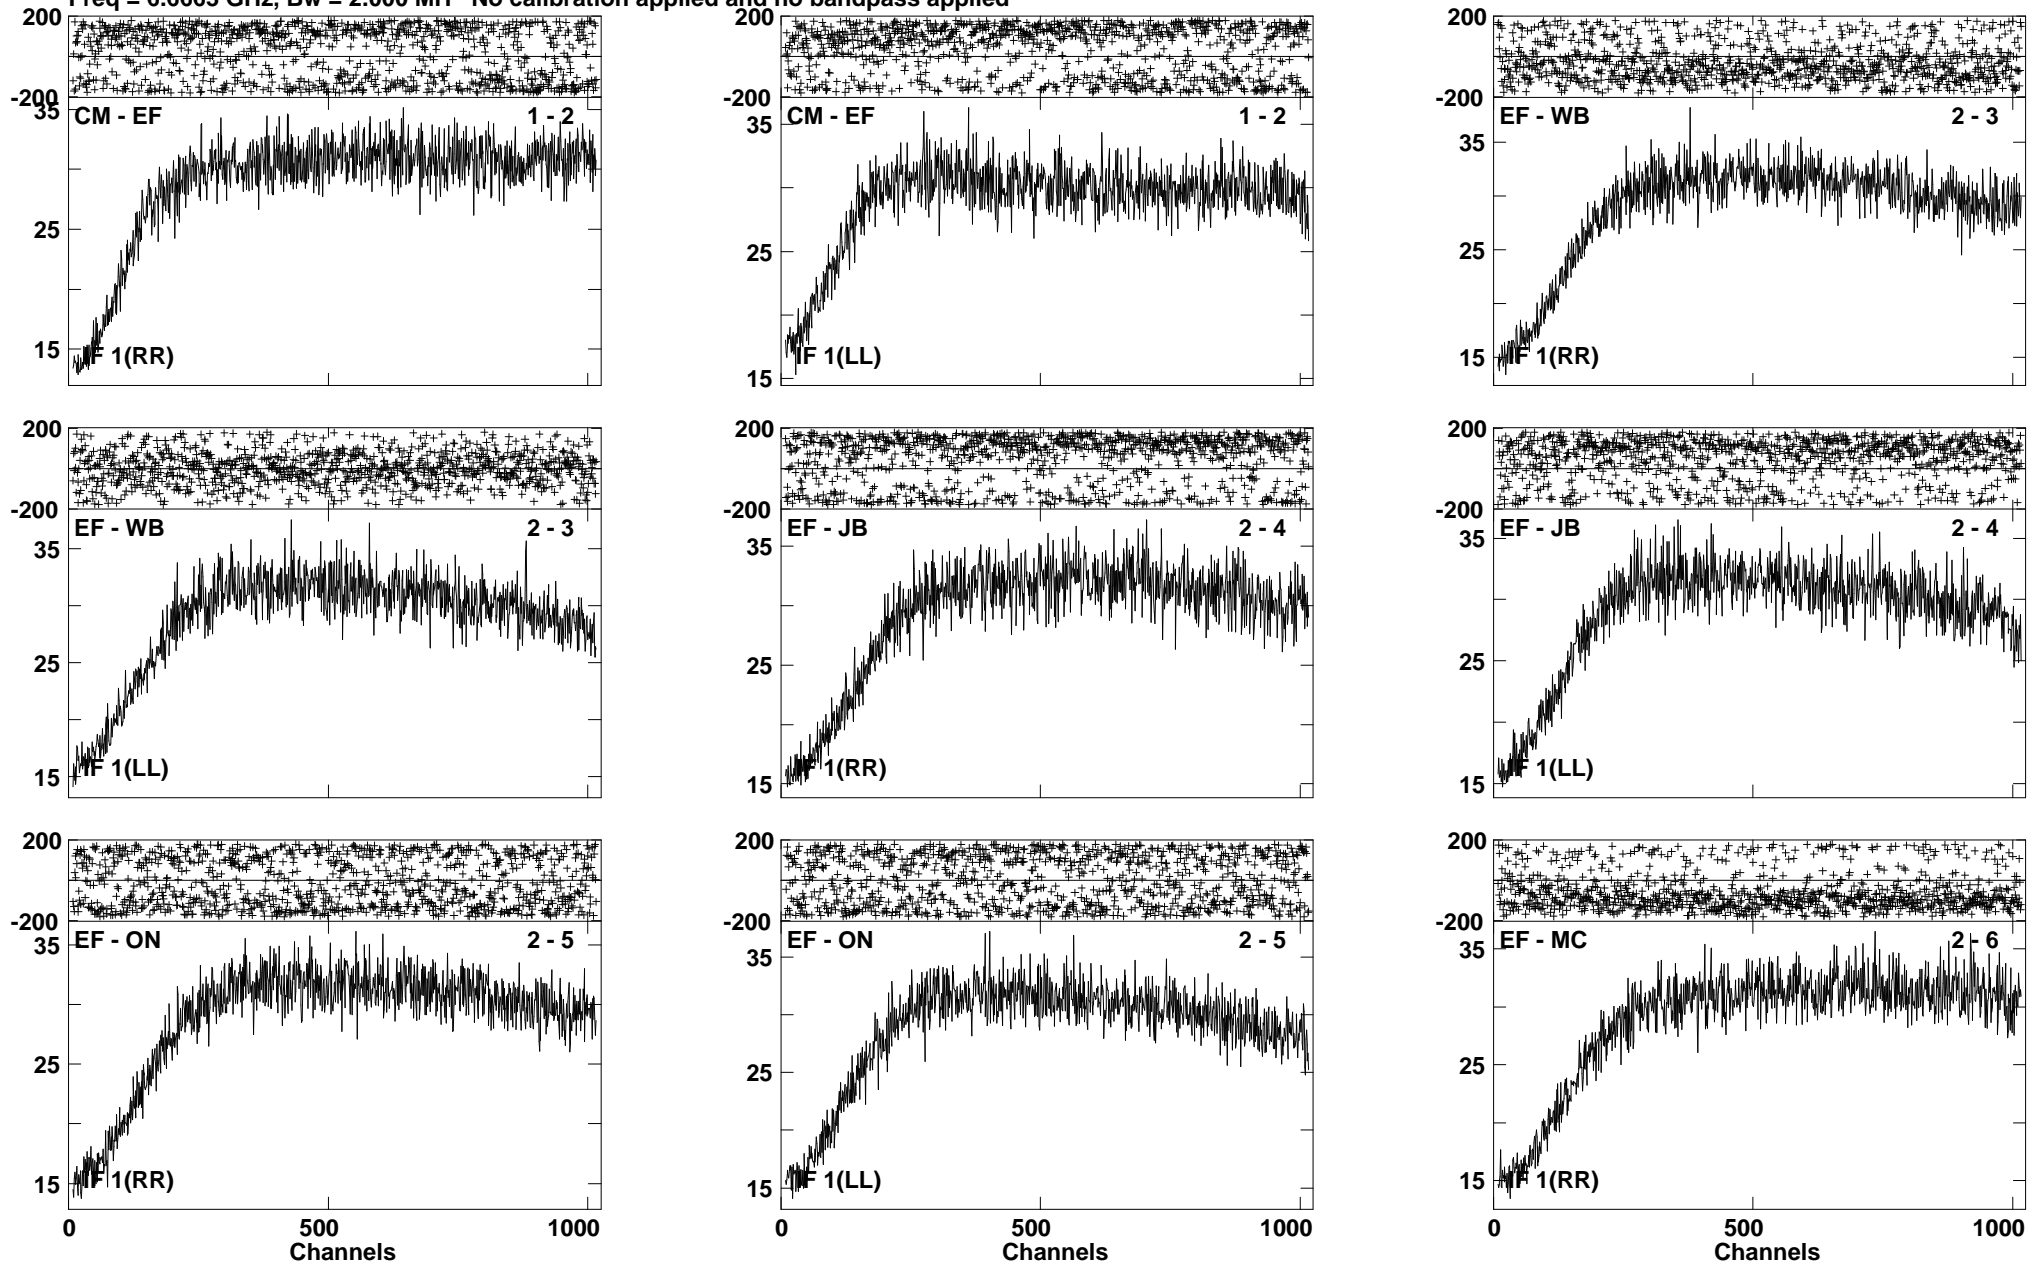 No calibration applied and no bandpass applied
200
-200
35
25
15
CM - EF 1 - 2
IF 1(RR)
200
-200
35
25
15
CM - EF 1 - 2
IF 1(LL)
200
-200
35
25
15
EF - WB 2 - 3
IF 1(RR)
200
-200
35
25
15
EF - WB 2 - 3
IF 1(LL)
200
-200
35
25
15
EF - JB 2 - 4
IF 1(RR)
200
-200
35
25
15
EF - JB 2 - 4
IF 1(LL)
200
-200
35
25
15
EF - ON 2 - 5
IF 1(RR)
0 500 1000
Channels
200
-200
35
25
15
EF - ON 2 - 5
IF 1(LL)
0 500 1000
Channels
200
-200
35
25
15
EF - MC 2 - 6
IF 1(RR)
0 500 1000
Channels